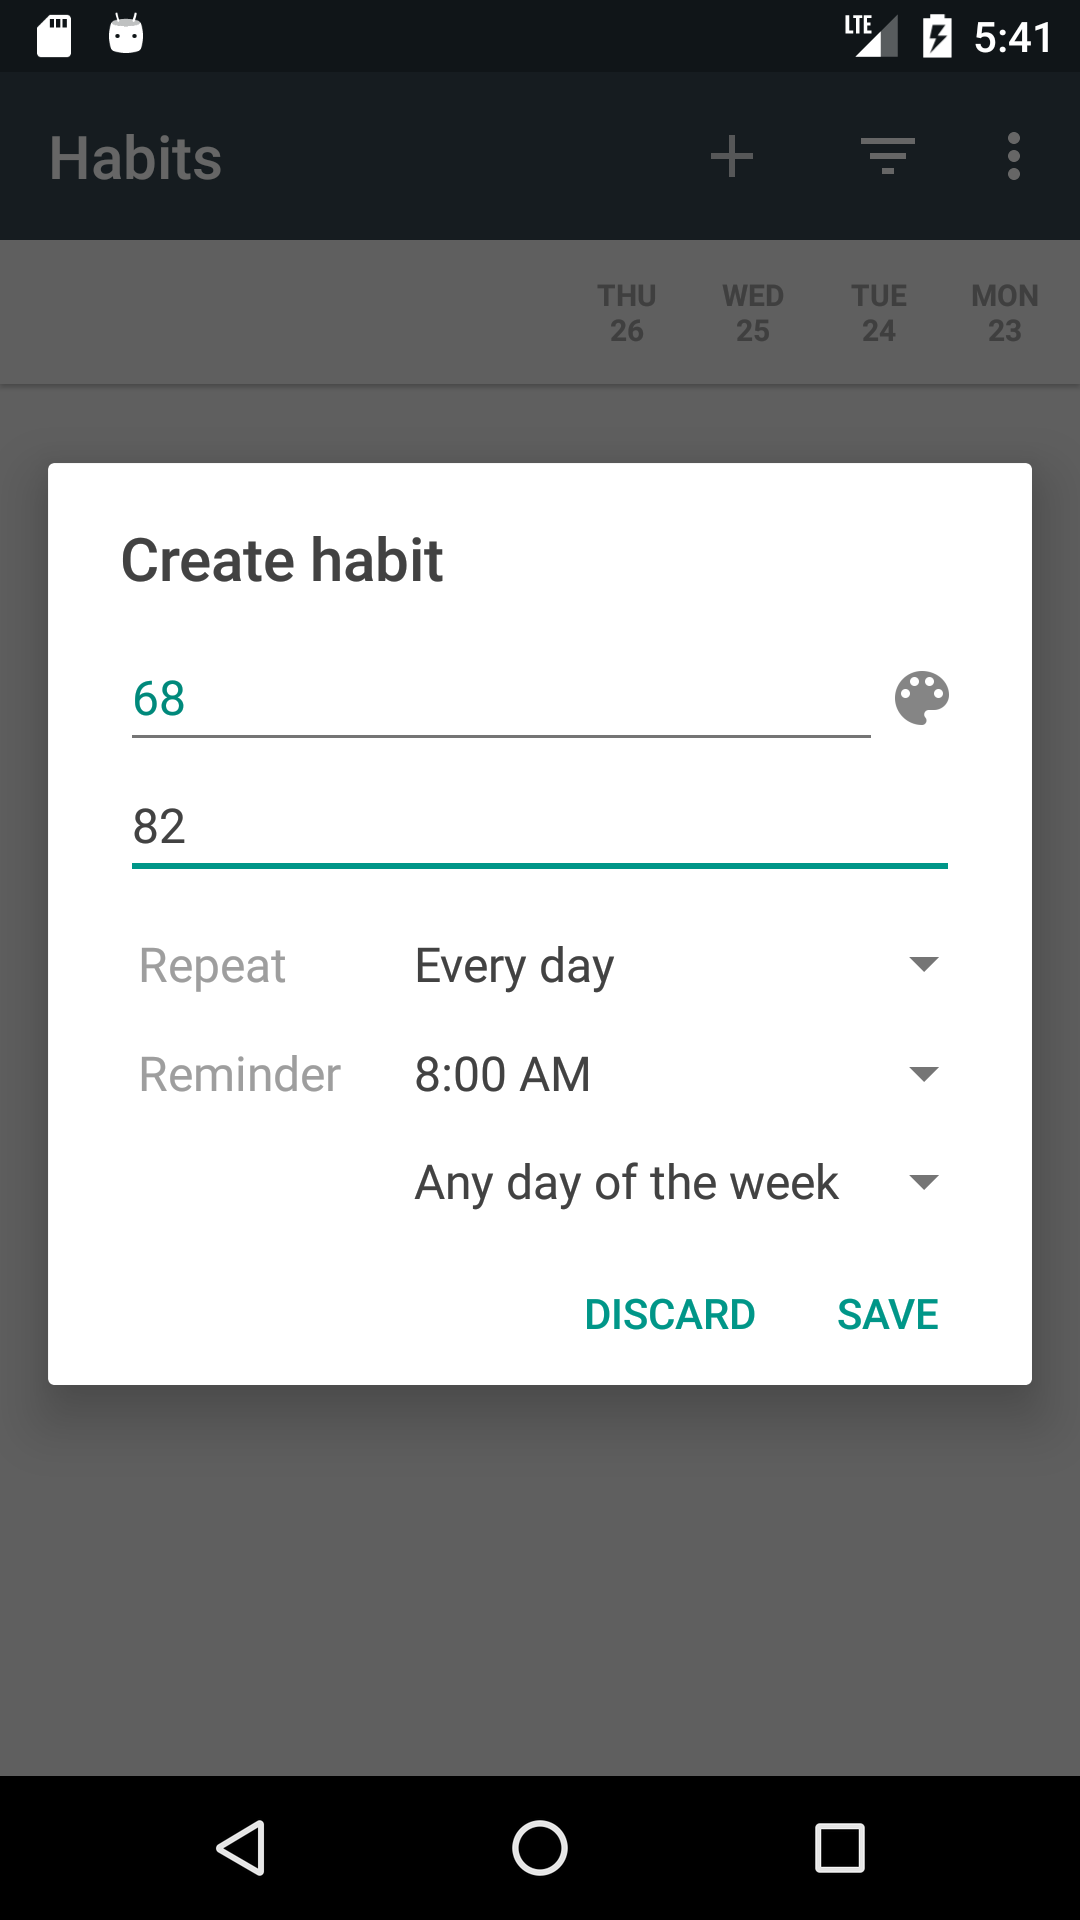 LTE 5:41
Habits
THU WED TUE MON
26 25 24 23
Create habit
68
82
Repeat Every day
Reminder 8:00 AM
Any day of the week
DISCARD SAVE